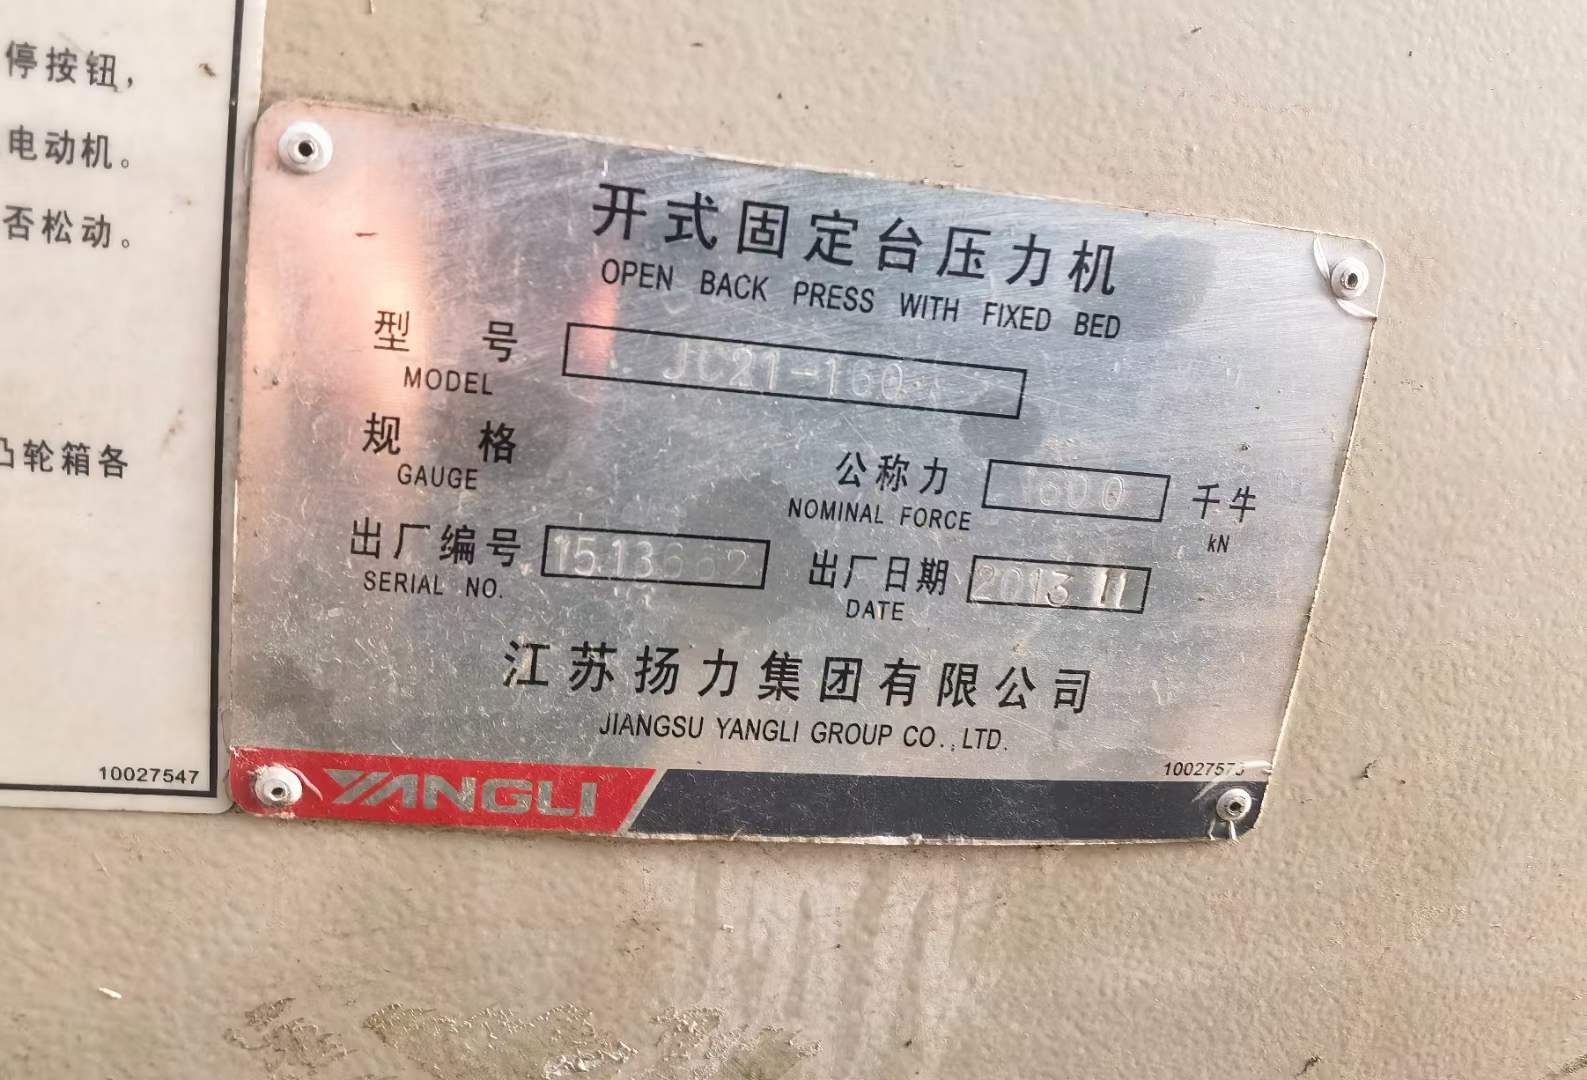 停按钮，
电动机。
否松动。
凸轮箱各
10027547
开式固定台压力机
OPEN BACK PRESS WITH FIXED BED
型 号 JC21-160
MODEL
规 格
GAUGE
公称力 1600 千牛
NOMINAL FORCE kN
出厂编号 1513662 出厂日期 2013 11
SERIAL NO. DATE
江苏扬力集团有限公司
JIANGSU YANGLI GROUP CO., LTD.
YANGLI